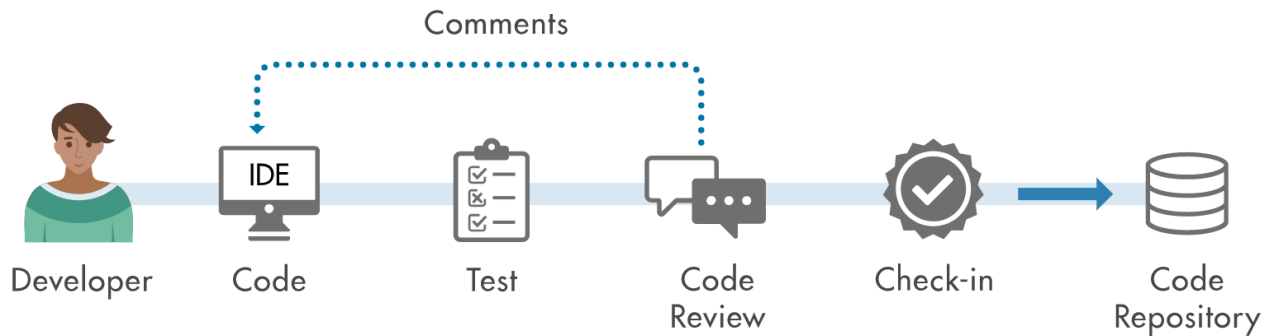 Comments
IDE
Developer
Code
Test
Code
Review
Check-in
Code
Repository